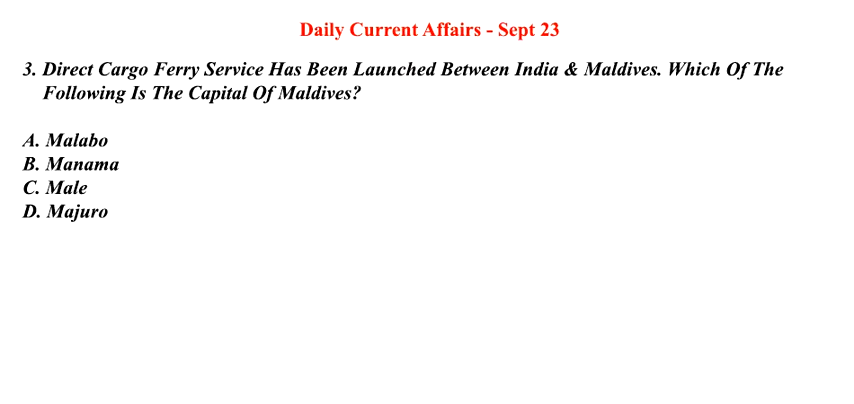 Daily Current Affairs - Sept 23
3. Direct Cargo Ferry Service Has Been Launched Between India & Maldives. Which Of The
Following Is The Capital Of Maldives?
A. Malabo
B. Manama
C. Male
D. Majuro